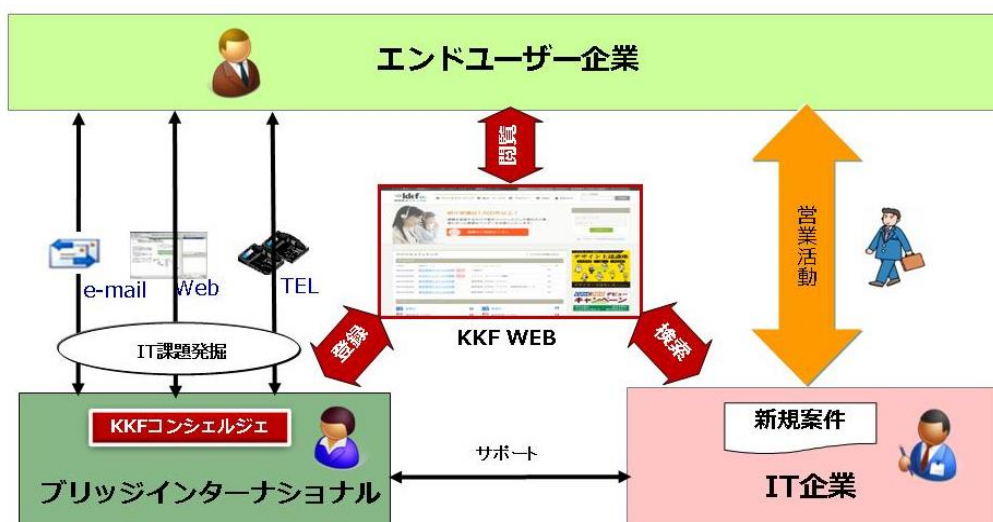 エンドユーザー企業
閲覧
e-mail
Web
TEL
IT課題発掘
kkf
KKF WEB
登録
検索
営業活動
KKFコンシェルジェ
ブリッジインターナショナル
サポート
新規案件
IT企業